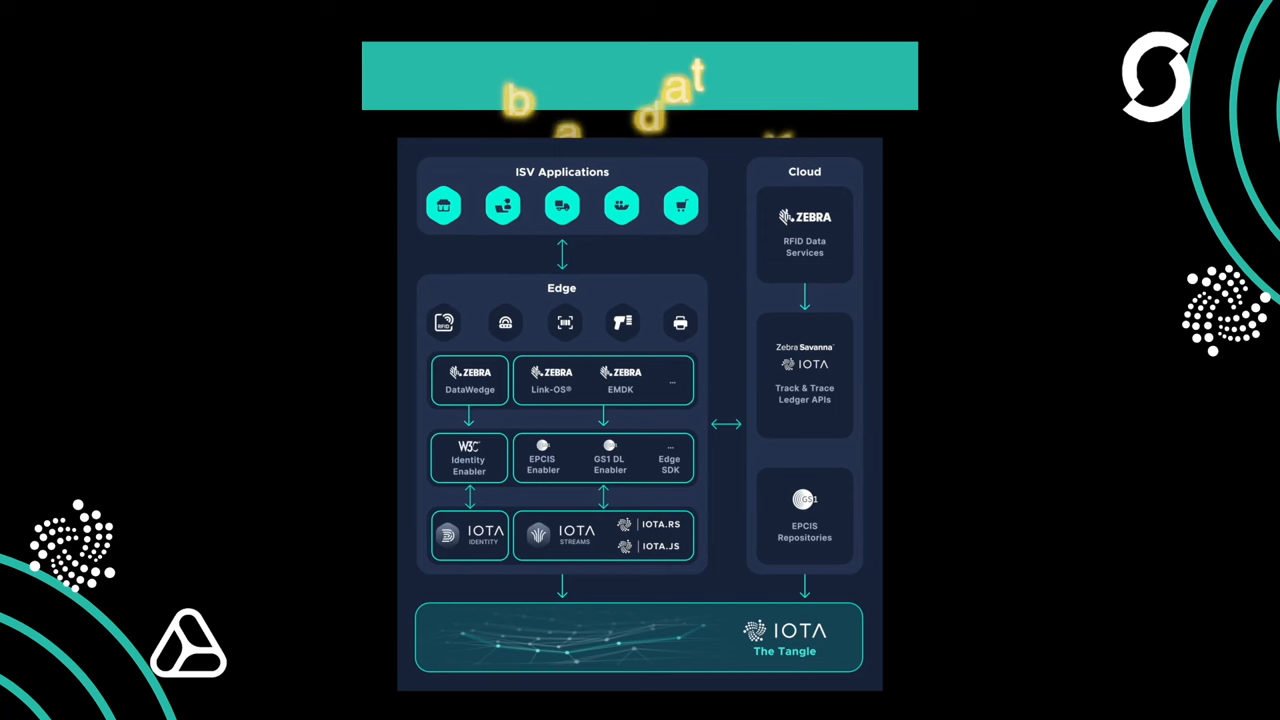 b a d a t
ISV Applications
Cloud
ZEBRA
RFID Data
Services
Edge
RFID
ZEBRA
DataWedge
ZEBRA ZEBRA
Link-OS® EMDK ...
Zebra Savanna™
IOTA
Track & Trace
Ledger APIs
W3C
Identity
Enabler
EPCIS
Enabler
GS1 DL
Enabler
...
Edge
SDK
GS1
EPCIS
Repositories
IOTA
IDENTITY
IOTA
STREAMS
IOTA.RS
IOTA.JS
IOTA
The Tangle